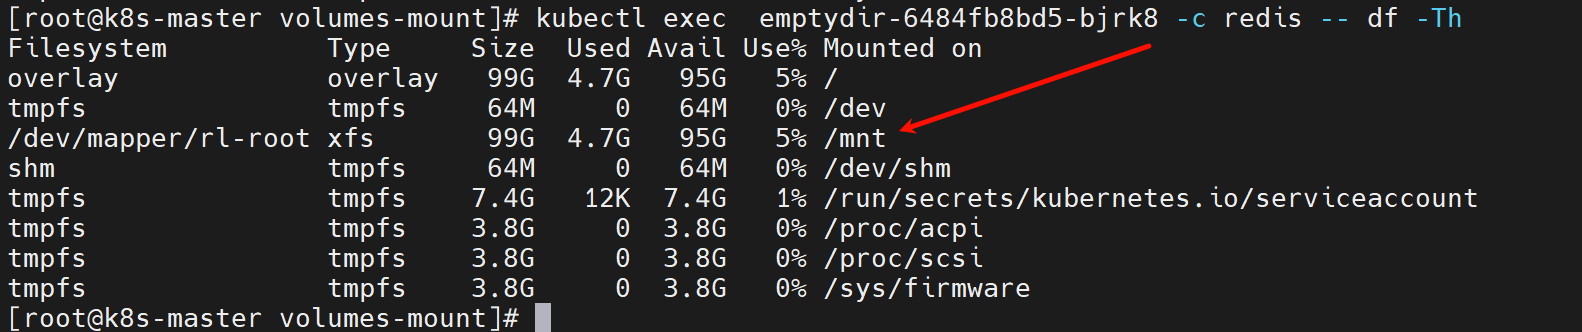 [root@k8s-master volumes-mount]# kubectl exec  emptydir-6484fb8bd5-bjrk8 -c redis -- df -Th
Filesystem          Type     Size  Used Avail Use% Mounted on
overlay             overlay   99G  4.7G   95G   5% /
tmpfs               tmpfs     64M     0   64M   0% /dev
/dev/mapper/rl-root xfs       99G  4.7G   95G   5% /mnt
shm                 tmpfs     64M     0   64M   0% /dev/shm
tmpfs               tmpfs    7.4G   12K  7.4G   1% /run/secrets/kubernetes.io/serviceaccount
tmpfs               tmpfs    3.8G     0  3.8G   0% /proc/acpi
tmpfs               tmpfs    3.8G     0  3.8G   0% /proc/scsi
tmpfs               tmpfs    3.8G     0  3.8G   0% /sys/firmware
[root@k8s-master volumes-mount]#